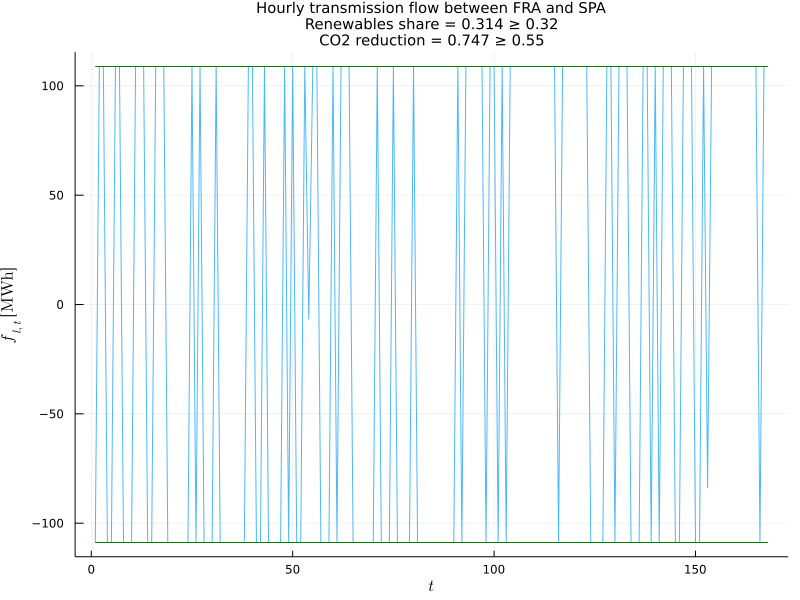 Hourly transmission flow between FRA and SPA
Renewables share = 0.314 ≥ 0.32
CO2 reduction = 0.747 ≥ 0.55
100
50
0
−50
−100
f_{l,t} [MWh]
0 50 100 150
t